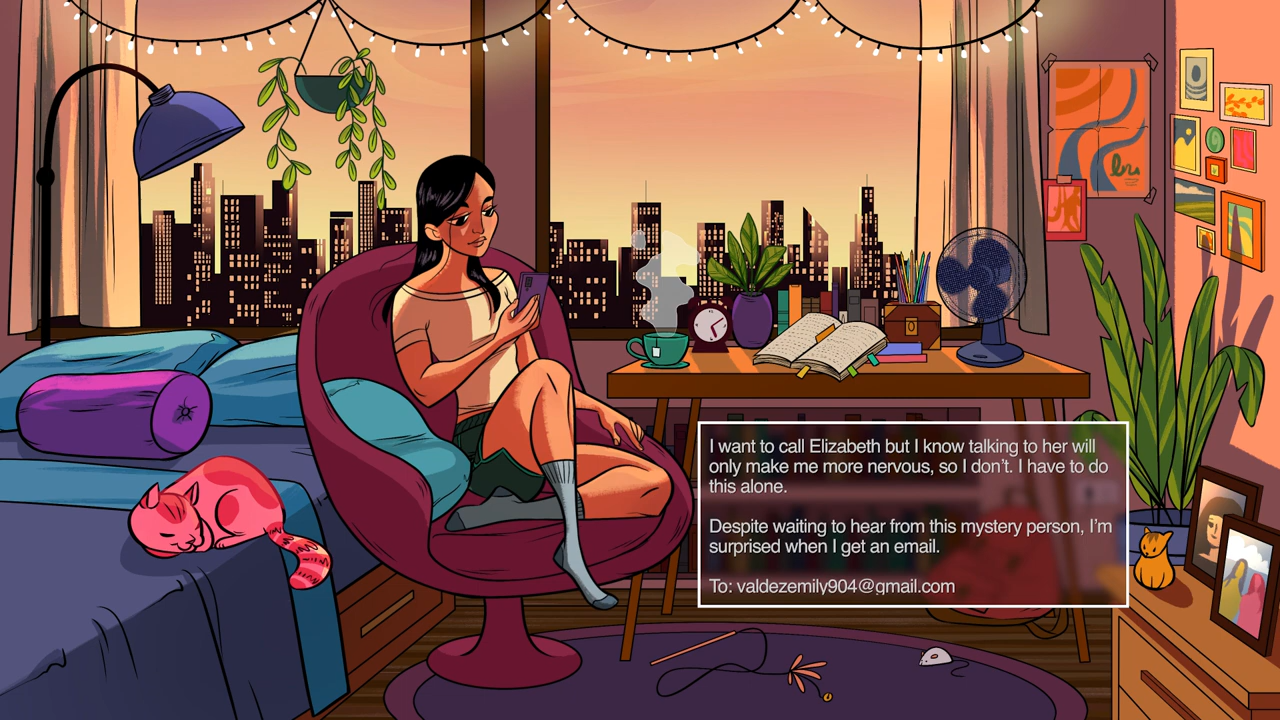 I want to call Elizabeth but I know talking to her will
only make me more nervous, so I don't. I have to do
this alone.
Despite waiting to hear from this mystery person, I'm
surprised when I get an email.
To: valdezemily904@gmail.com